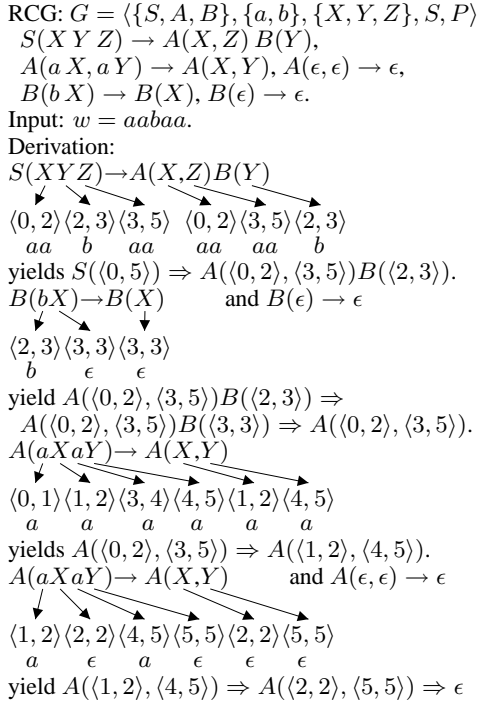 RCG: G = ⟨{S, A, B}, {a, b}, {X, Y, Z}, S, P⟩
S(X Y Z) → A(X, Z) B(Y),
A(a X, a Y) → A(X, Y), A(ϵ, ϵ) → ϵ,
B(b X) → B(X), B(ϵ) → ϵ.
Input: w = aabaa.
Derivation:
S(XYZ)→A(X,Z)B(Y)
⟨0, 2⟩⟨2, 3⟩⟨3, 5⟩ ⟨0, 2⟩⟨3, 5⟩⟨2, 3⟩
aa b aa aa aa b
yields S(⟨0, 5⟩) ⇒ A(⟨0, 2⟩, ⟨3, 5⟩)B(⟨2, 3⟩).
B(bX)→B(X) and B(ϵ) → ϵ
⟨2, 3⟩⟨3, 3⟩⟨3, 3⟩
b ϵ ϵ
yield A(⟨0, 2⟩, ⟨3, 5⟩)B(⟨2, 3⟩) ⇒
A(⟨0, 2⟩, ⟨3, 5⟩)B(⟨3, 3⟩) ⇒ A(⟨0, 2⟩, ⟨3, 5⟩).
A(aXaY)→ A(X,Y)
⟨0, 1⟩⟨1, 2⟩⟨3, 4⟩⟨4, 5⟩⟨1, 2⟩⟨4, 5⟩
a a a a a a
yields A(⟨0, 2⟩, ⟨3, 5⟩) ⇒ A(⟨1, 2⟩, ⟨4, 5⟩).
A(aXaY)→ A(X,Y) and A(ϵ, ϵ) → ϵ
⟨1, 2⟩⟨2, 2⟩⟨4, 5⟩⟨5, 5⟩⟨2, 2⟩⟨5, 5⟩
a ϵ a ϵ ϵ ϵ
yield A(⟨1, 2⟩, ⟨4, 5⟩) ⇒ A(⟨2, 2⟩, ⟨5, 5⟩) ⇒ ϵ